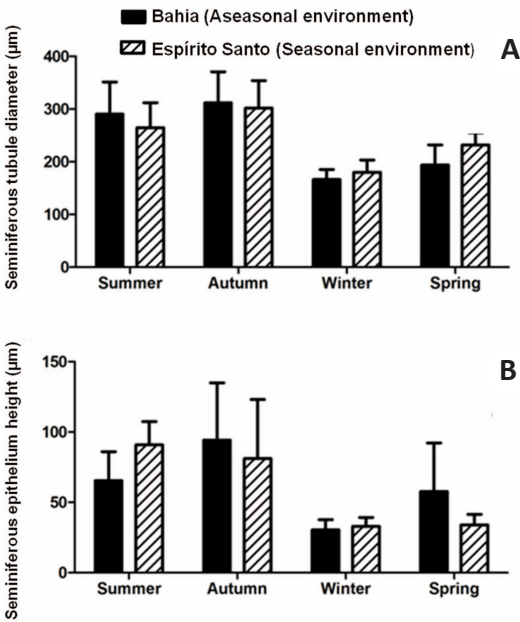 Bahia (Aseasonal environment)
Espírito Santo (Seasonal environment)
A
Seminiferous tubule diameter (µm)
400
300
200
100
0
Summer Autumn Winter Spring
B
Seminiferous epithelium height (µm)
150
100
50
0
Summer Autumn Winter Spring